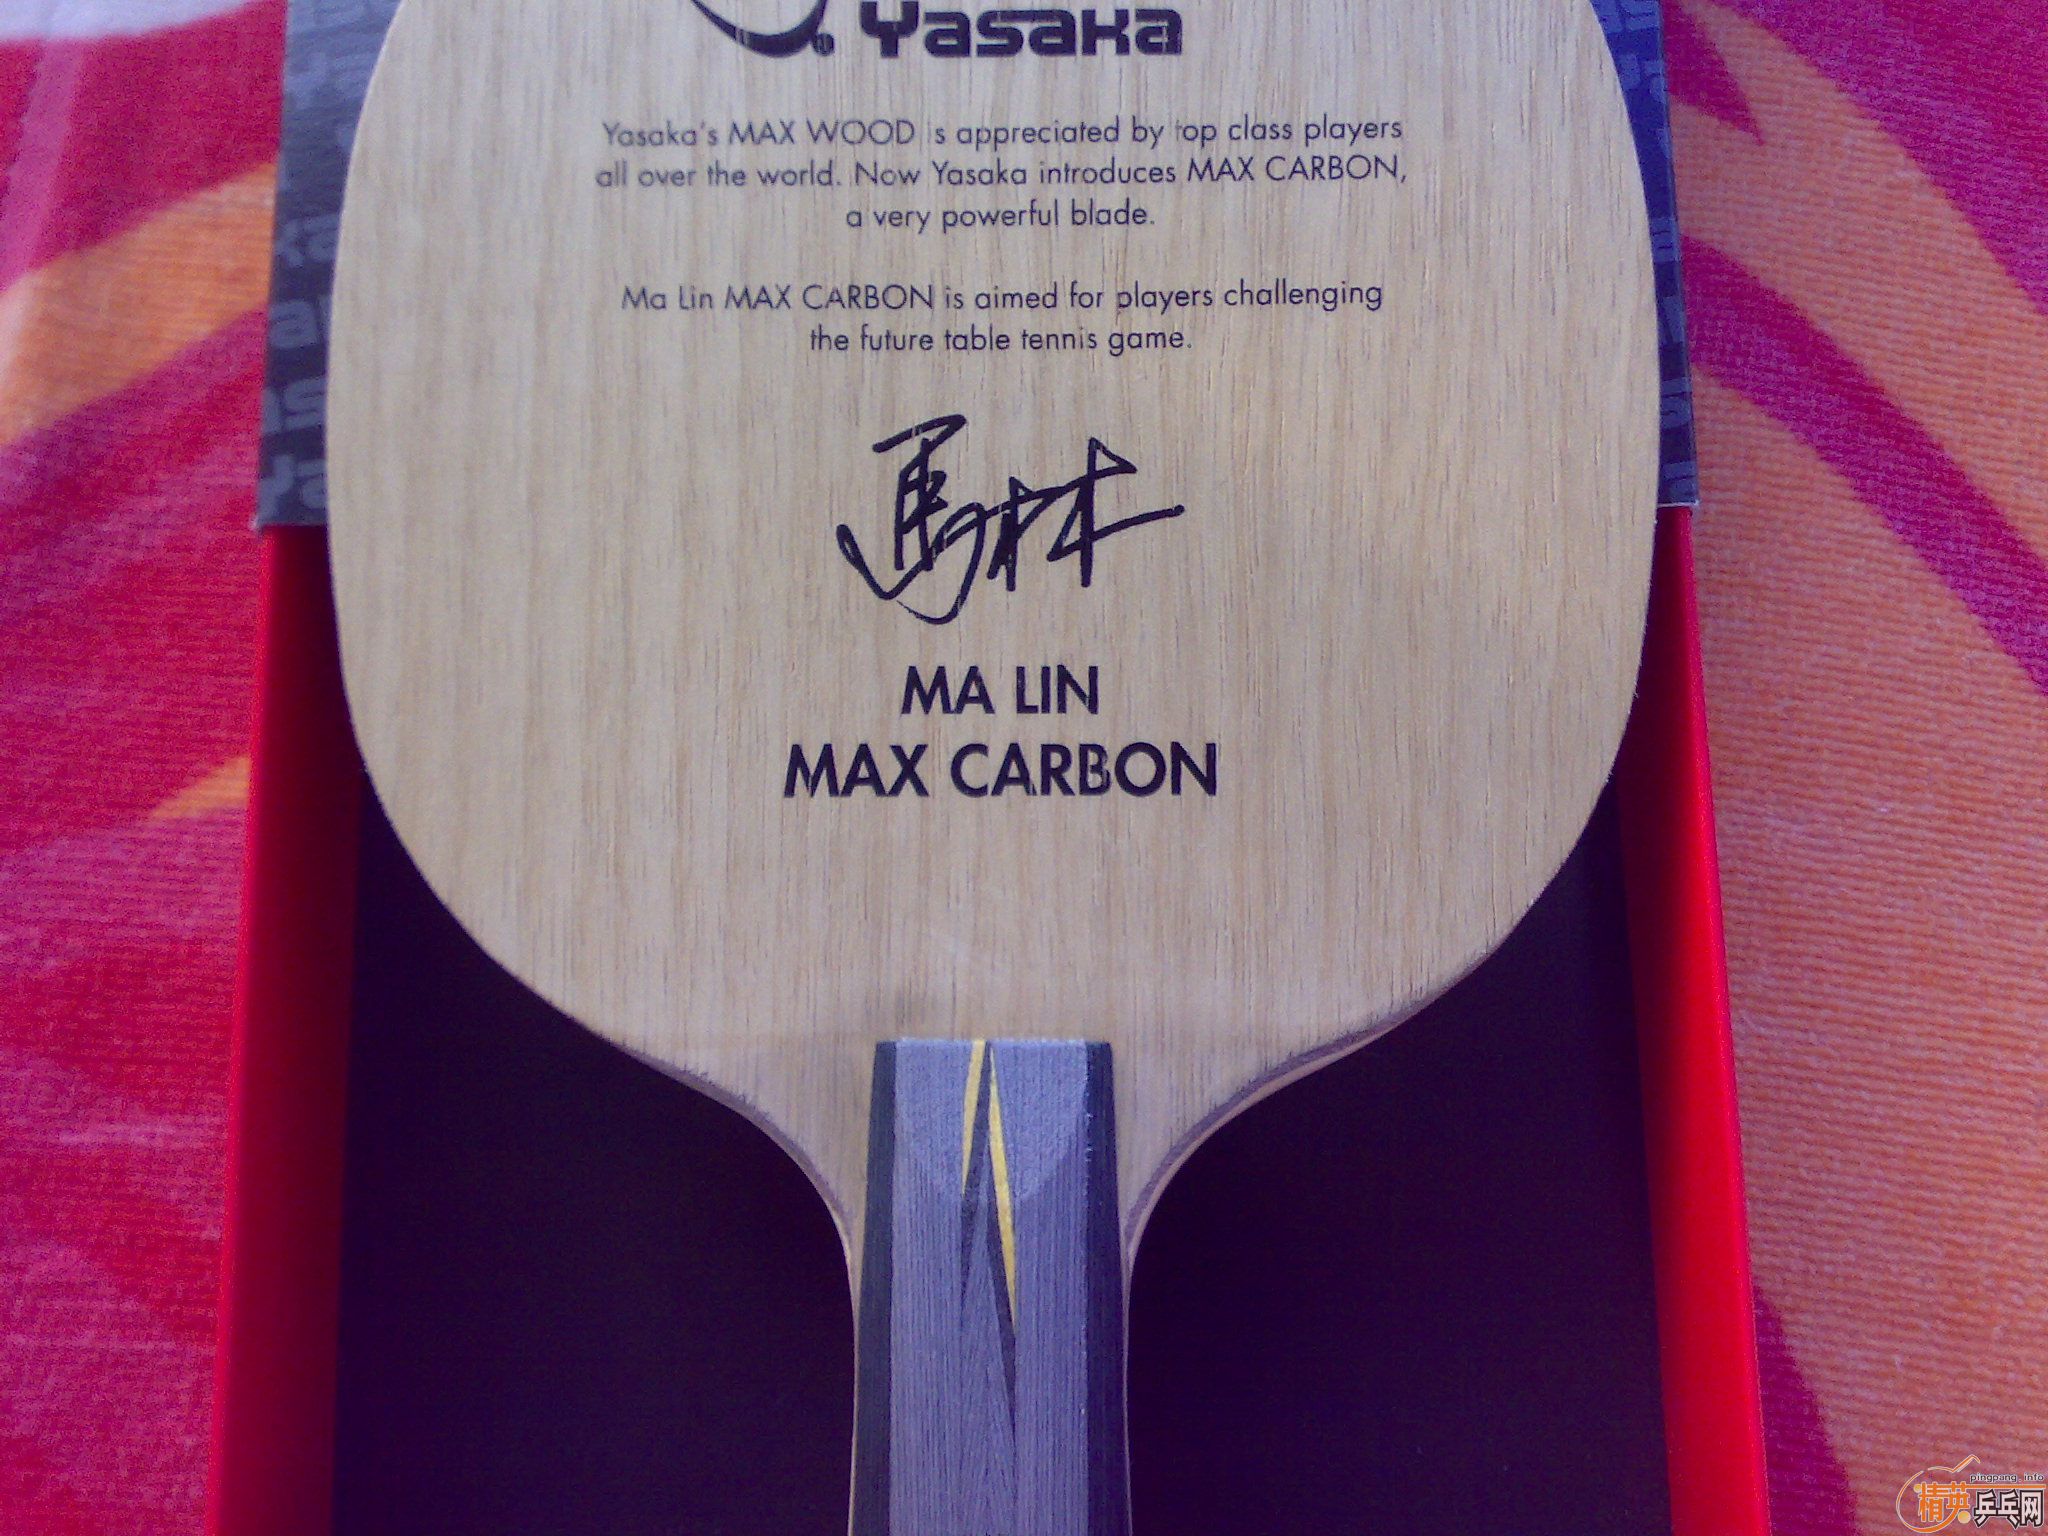 Yasaka
Yasaka's MAX WOOD is appreciated by top class players
all over the world. Now Yasaka introduces MAX CARBON,
a very powerful blade.
Ma Lin MAX CARBON is aimed for players challenging
the future table tennis game.
馬林
MA LIN
MAX CARBON
pingpang.info
精英乒乓网